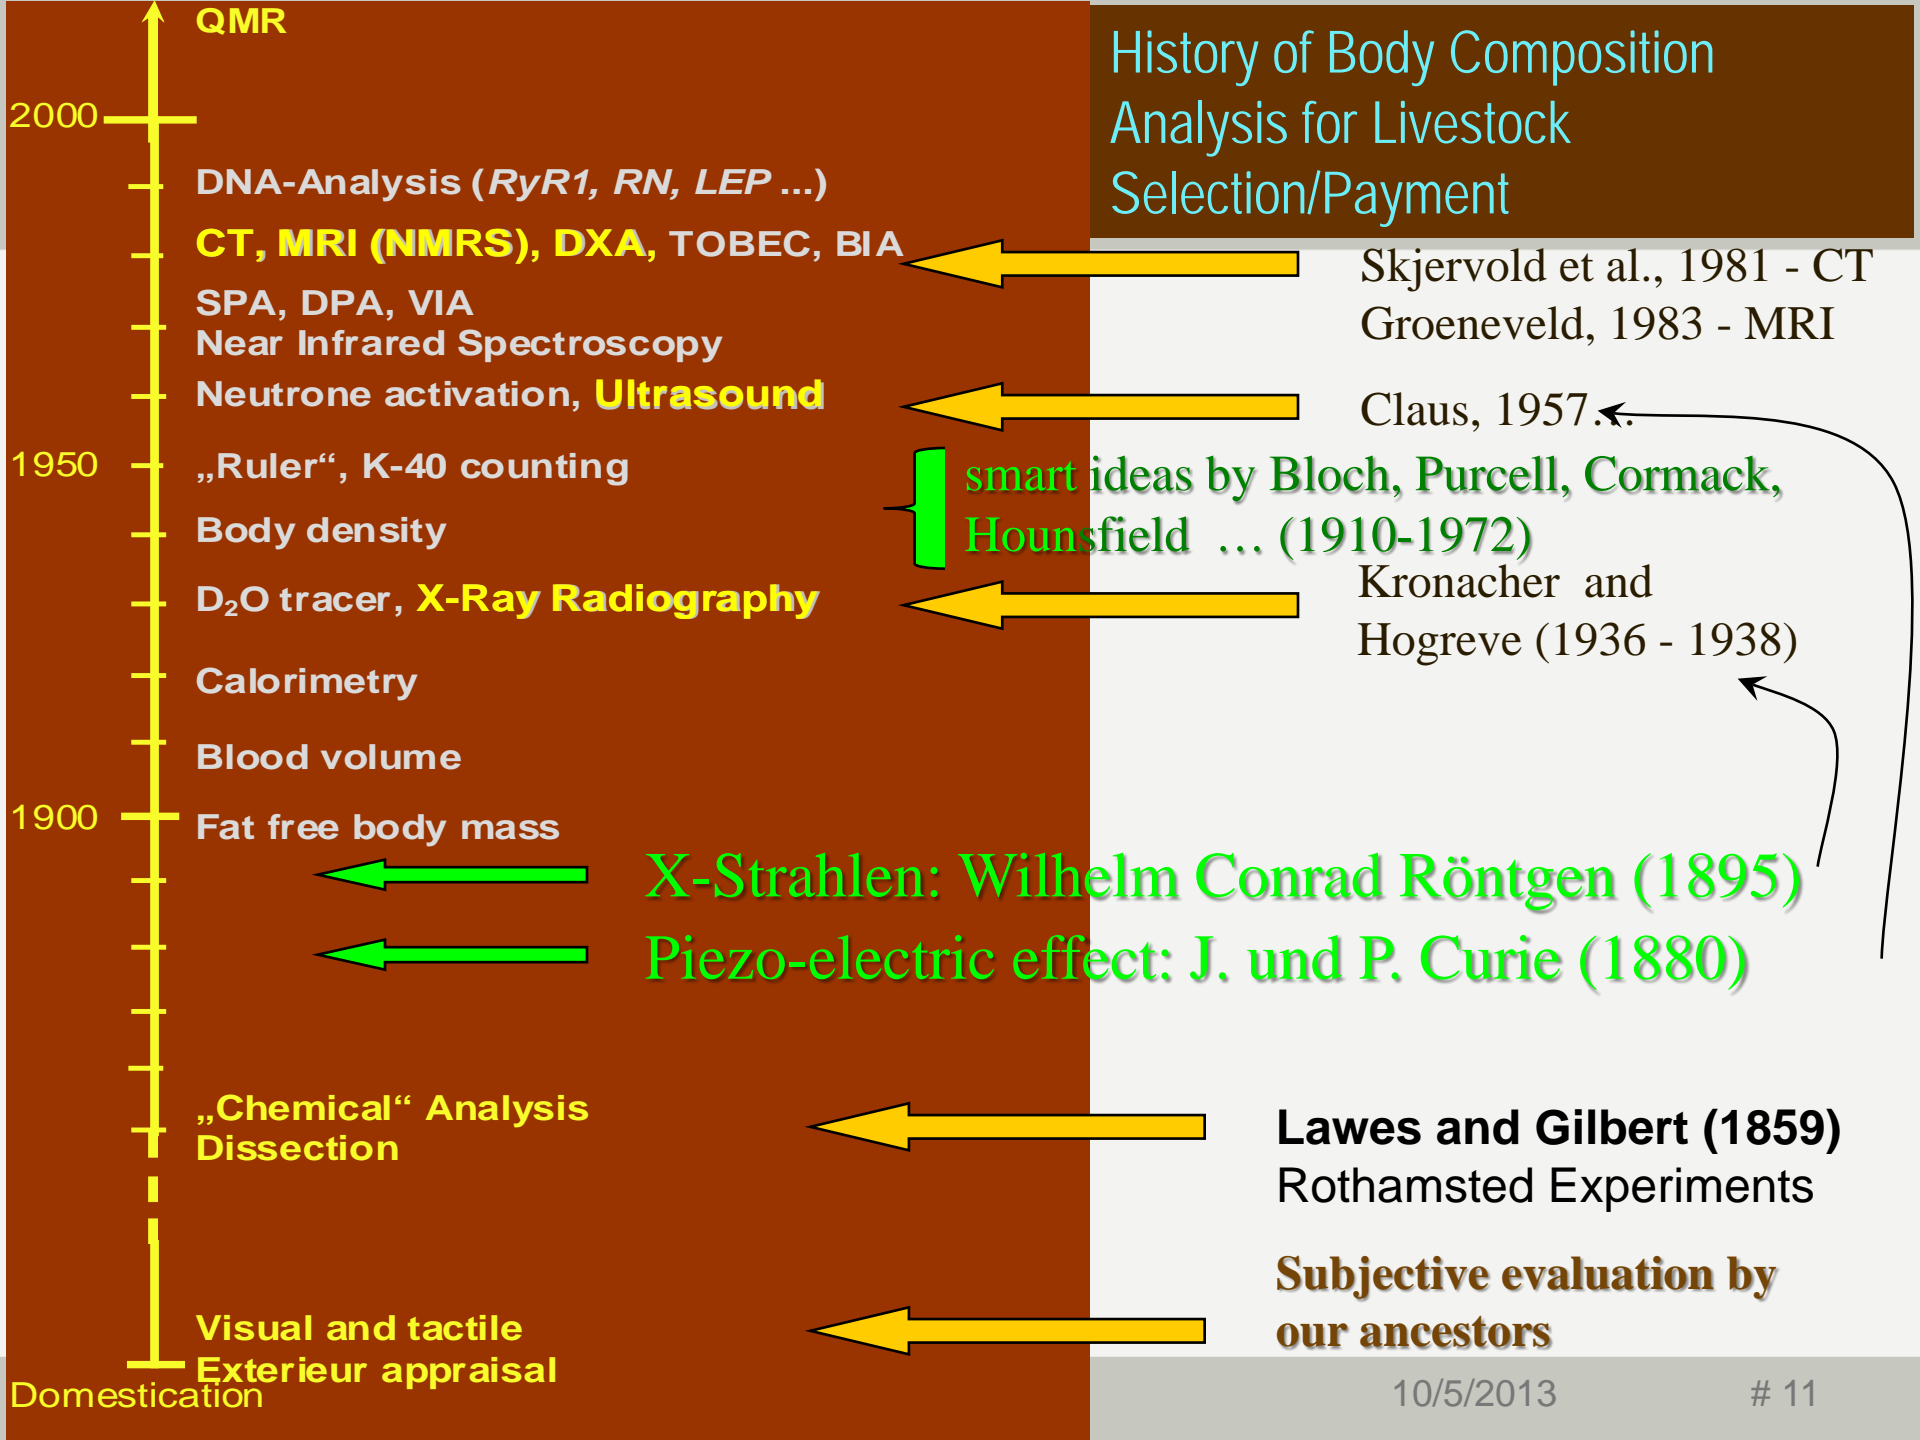 QMR
History of Body Composition
Analysis for Livestock
Selection/Payment
2000
DNA-Analysis (RyR1, RN, LEP ...)
CT, MRI (NMRS), DXA, TOBEC, BIA
Skjervold et al., 1981 - CT
Groeneveld, 1983 - MRI
SPA, DPA, VIA
Near Infrared Spectroscopy
Neutrone activation, Ultrasound
Claus, 1957…
1950
„Ruler“, K-40 counting
smart ideas by Bloch, Purcell, Cormack,
Hounsfield … (1910-1972)
Body density
D₂O tracer, X-Ray Radiography
Kronacher and
Hogreve (1936 - 1938)
Calorimetry
Blood volume
1900
Fat free body mass
X-Strahlen: Wilhelm Conrad Röntgen (1895)
Piezo-electric effect: J. und P. Curie (1880)
„Chemical“ Analysis
Dissection
Lawes and Gilbert (1859)
Rothamsted Experiments
Subjective evaluation by
our ancestors
Visual and tactile
Exterieur appraisal
Domestication
10/5/2013
# 11